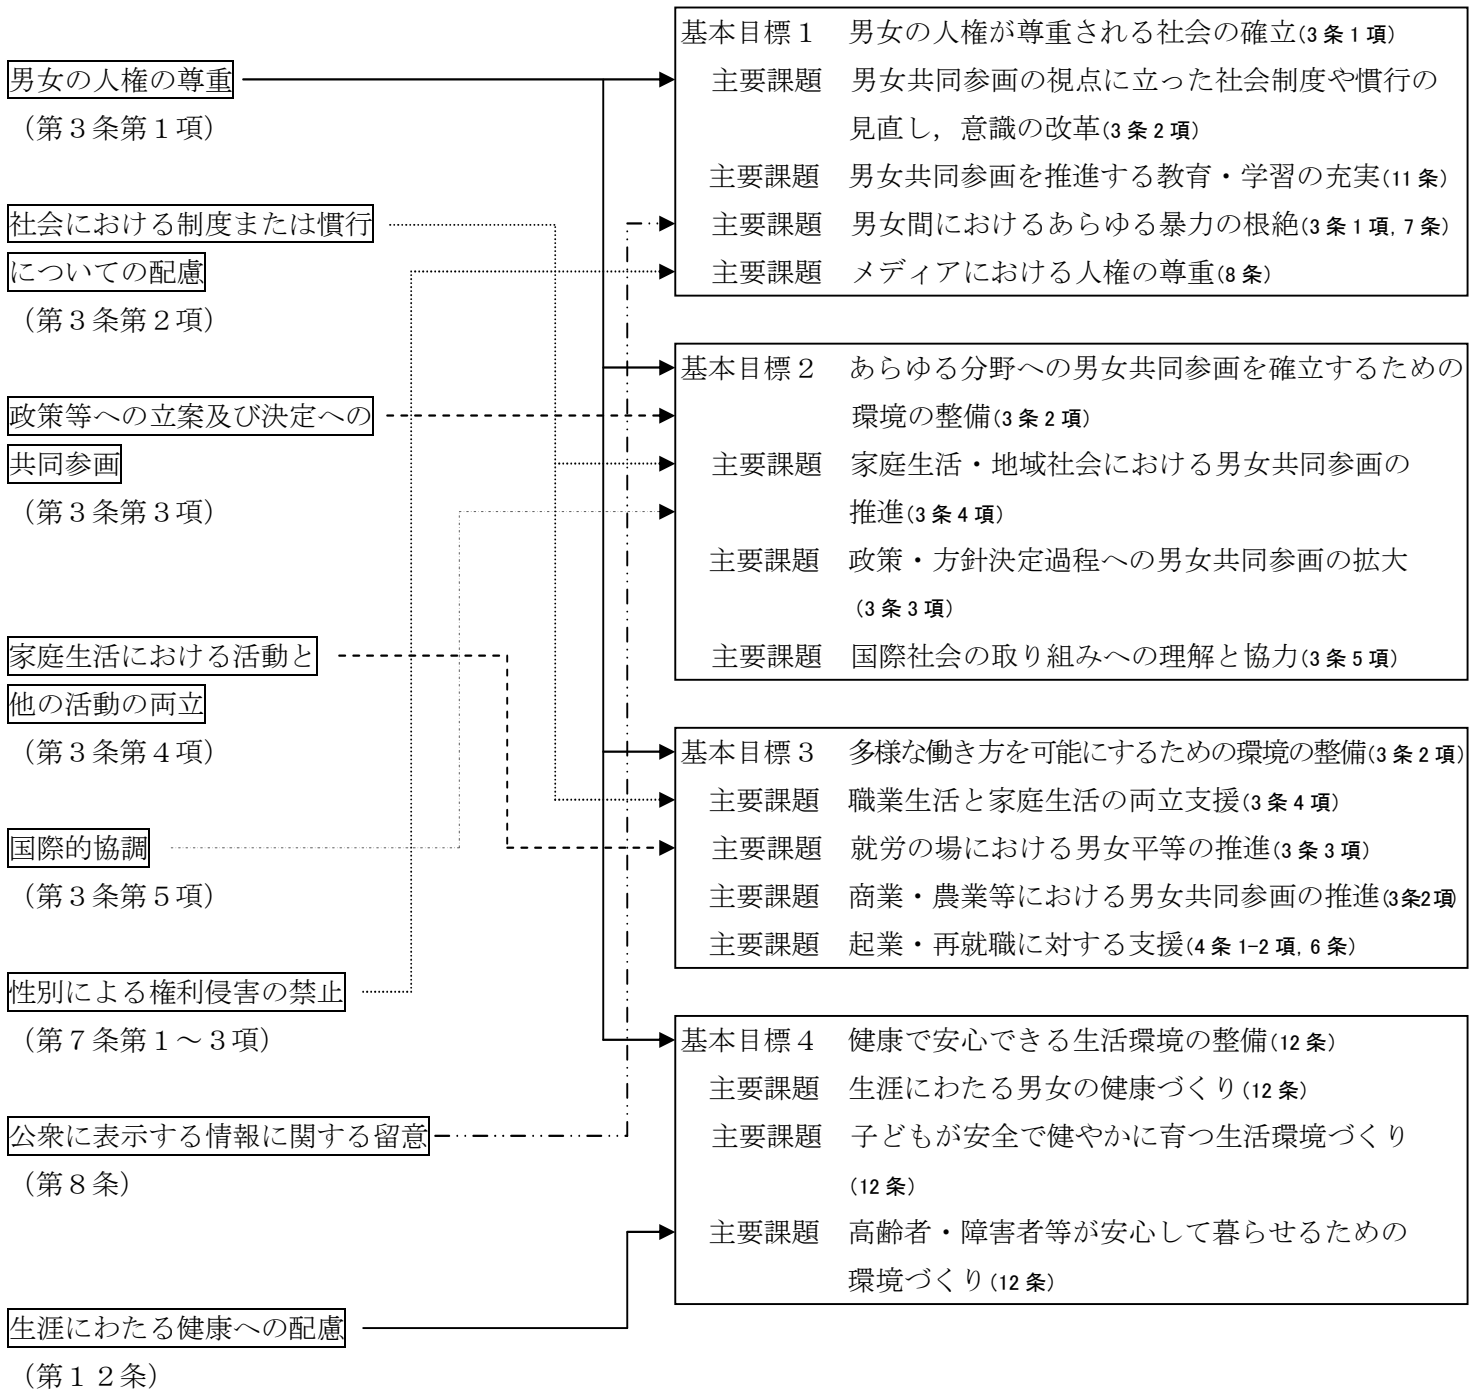 男女の人権の尊重
（第３条第１項）
社会における制度または慣行
についての配慮
（第３条第２項）
政策等への立案及び決定への
共同参画
（第３条第３項）
家庭生活における活動と
他の活動の両立
（第３条第４項）
国際的協調
（第３条第５項）
性別による権利侵害の禁止
（第７条第１～３項）
公衆に表示する情報に関する留意
（第８条）
生涯にわたる健康への配慮
（第１２条）
基本目標１　男女の人権が尊重される社会の確立(3条1項)
主要課題　男女共同参画の視点に立った社会制度や慣行の
見直し，意識の改革(3条2項)
主要課題　男女共同参画を推進する教育・学習の充実(11条)
主要課題　男女間におけるあらゆる暴力の根絶(3条1項,7条)
主要課題　メディアにおける人権の尊重(8条)
基本目標２　あらゆる分野への男女共同参画を確立するための
環境の整備(3条2項)
主要課題　家庭生活・地域社会における男女共同参画の
推進(3条4項)
主要課題　政策・方針決定過程への男女共同参画の拡大
(3条3項)
主要課題　国際社会の取り組みへの理解と協力(3条5項)
基本目標３　多様な働き方を可能にするための環境の整備(3条2項)
主要課題　職業生活と家庭生活の両立支援(3条4項)
主要課題　就労の場における男女平等の推進(3条3項)
主要課題　商業・農業等における男女共同参画の推進(3条2項)
主要課題　起業・再就職に対する支援(4条1-2項,6条)
基本目標４　健康で安心できる生活環境の整備(12条)
主要課題　生涯にわたる男女の健康づくり(12条)
主要課題　子どもが安全で健やかに育つ生活環境づくり
(12条)
主要課題　高齢者・障害者等が安心して暮らせるための
環境づくり(12条)